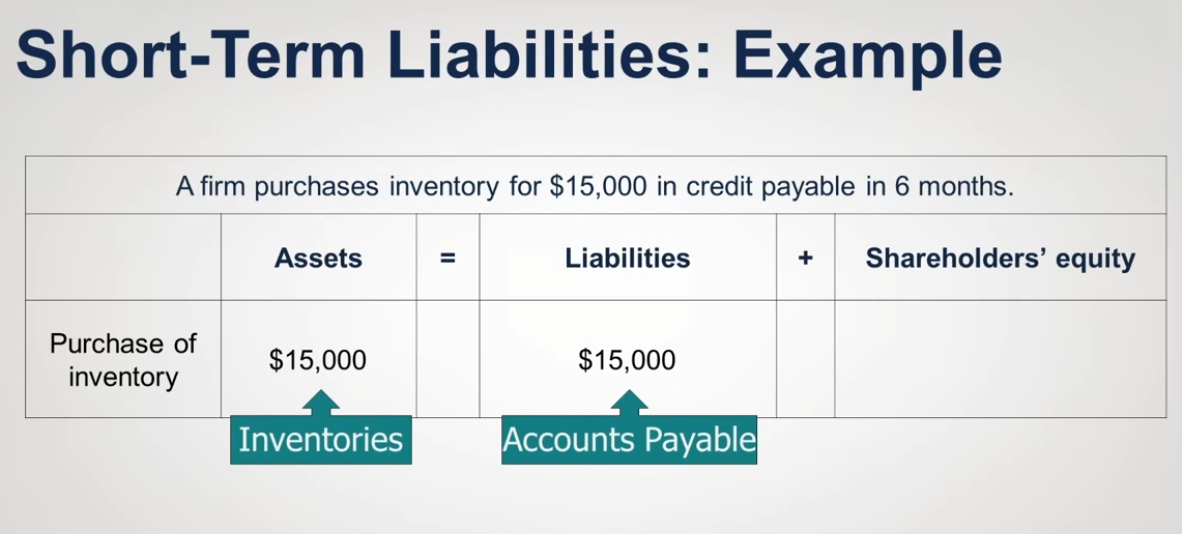 Short-Term Liabilities: Example
A firm purchases inventory for $15,000 in credit payable in 6 months.
Assets = Liabilities + Shareholders’ equity
Purchase of
inventory
$15,000 $15,000
Inventories Accounts Payable